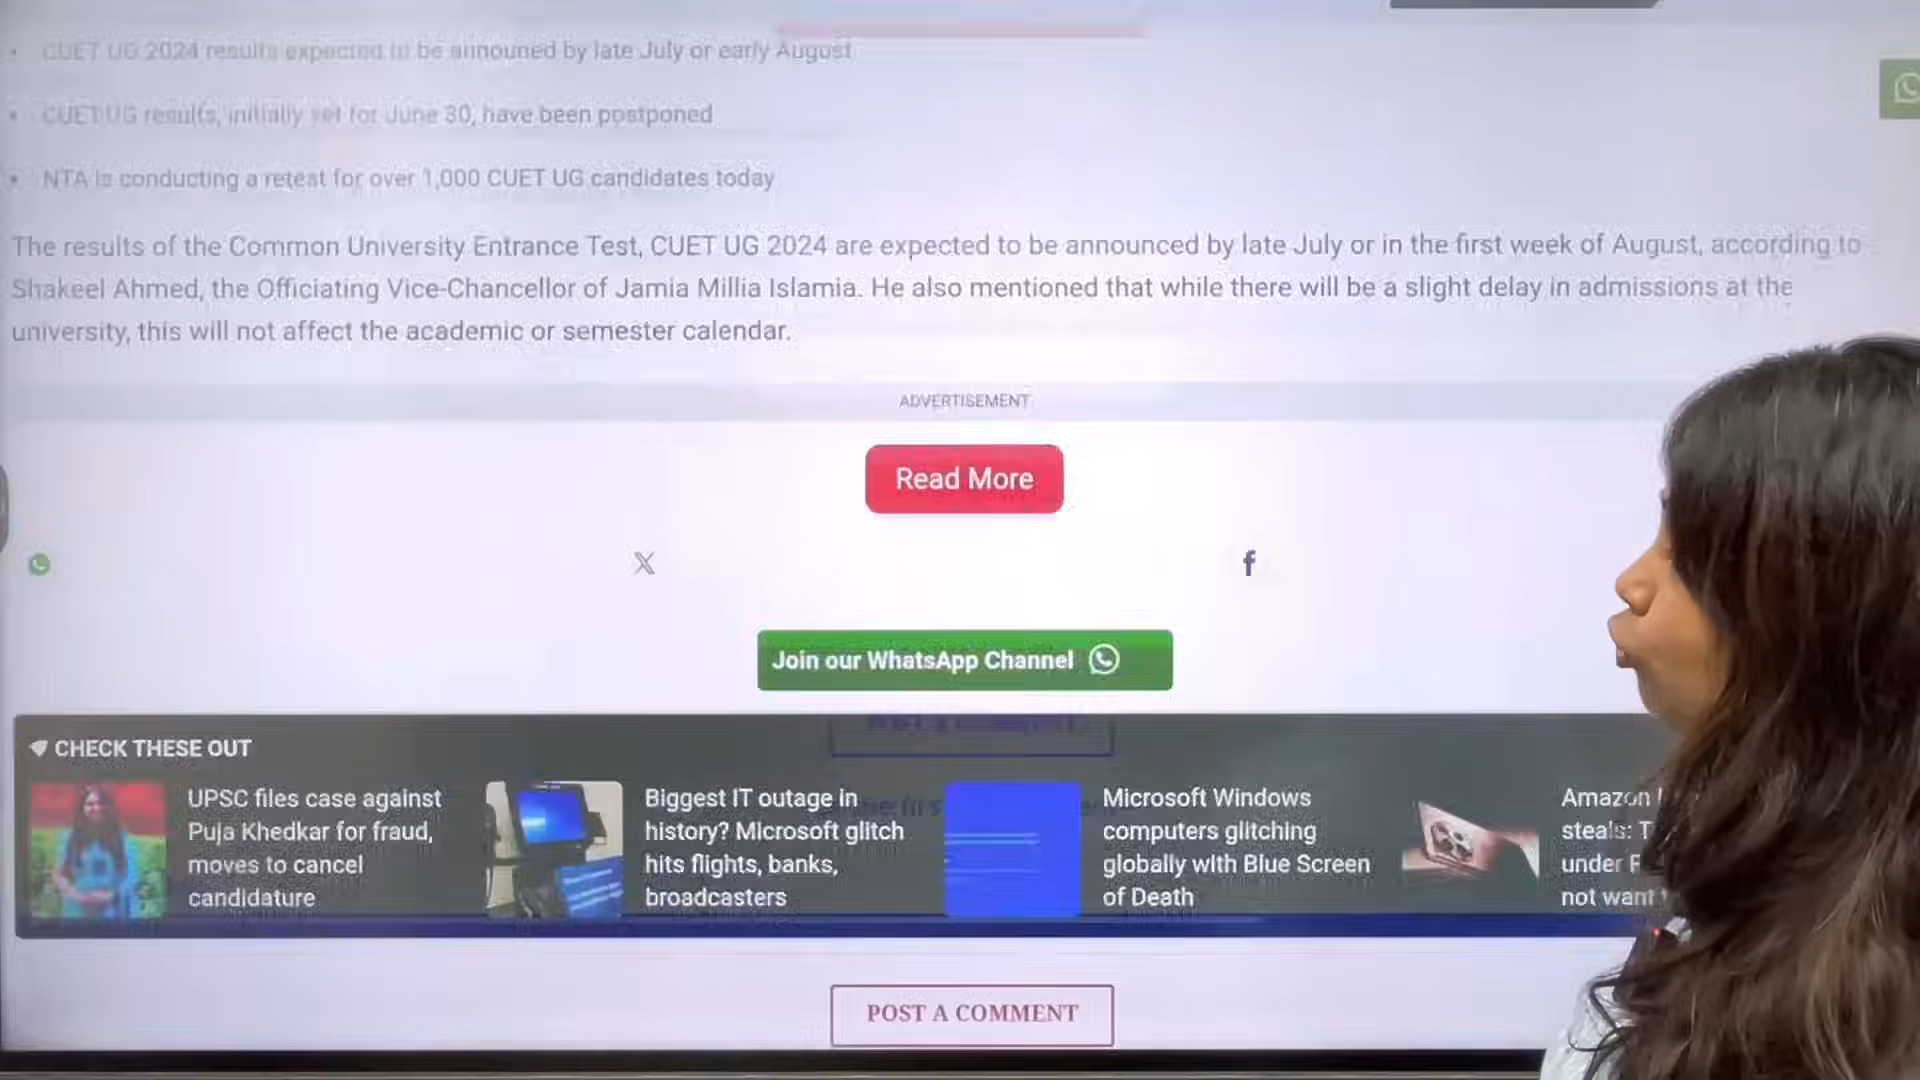 CUET UG 2024 results expected to be announed by late July or early August
CUET UG results, initially set for June 30, have been postponed
NTA is conducting a retest for over 1,000 CUET UG candidates today
The results of the Common University Entrance Test, CUET UG 2024 are expected to be announced by late July or in the first week of August, according to
Shakeel Ahmed, the Officiating Vice-Chancellor of Jamia Millia Islamia. He also mentioned that while there will be a slight delay in admissions at the
university, this will not affect the academic or semester calendar.
ADVERTISEMENT
Read More
X
f
Join our WhatsApp Channel
CHECK THESE OUT
UPSC files case against
Puja Khedkar for fraud,
moves to cancel
candidature
Biggest IT outage in
history? Microsoft glitch
hits flights, banks,
broadcasters
Microsoft Windows
computers glitching
globally with Blue Screen
of Death
Amazon
steals:
under
not want
POST A COMMENT